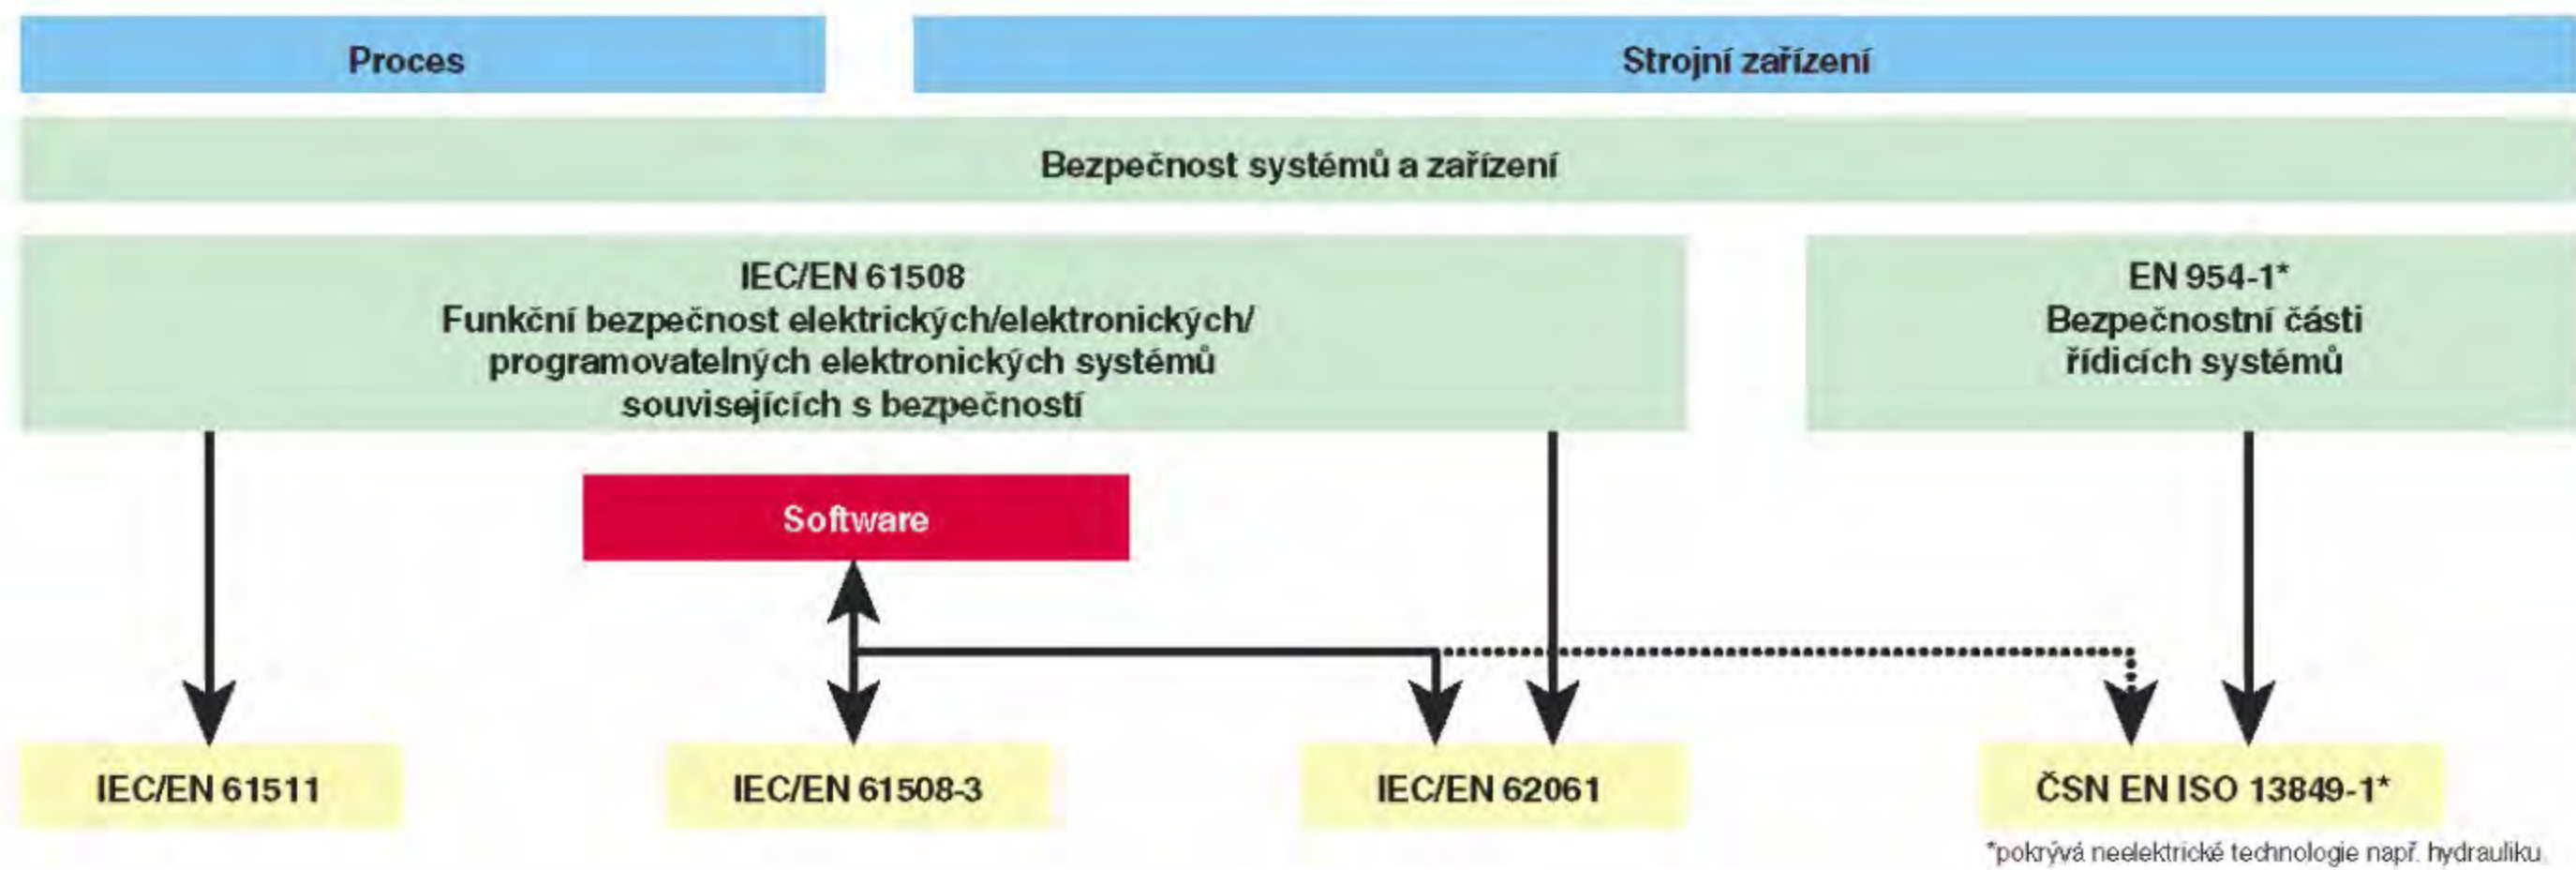 Proces
Strojní zařízení
Bezpečnost systémů a zařízení
IEC/EN 61508
Funkční bezpečnost elektrických/elektronických/
programovatelných elektronických systémů
souvisejících s bezpečností
EN 954-1*
Bezpečnostní části
řídicích systémů
Software
IEC/EN 61511
IEC/EN 61508-3
IEC/EN 62061
ČSN EN ISO 13849-1*
*pokrývá neelektrické technologie např. hydrauliku